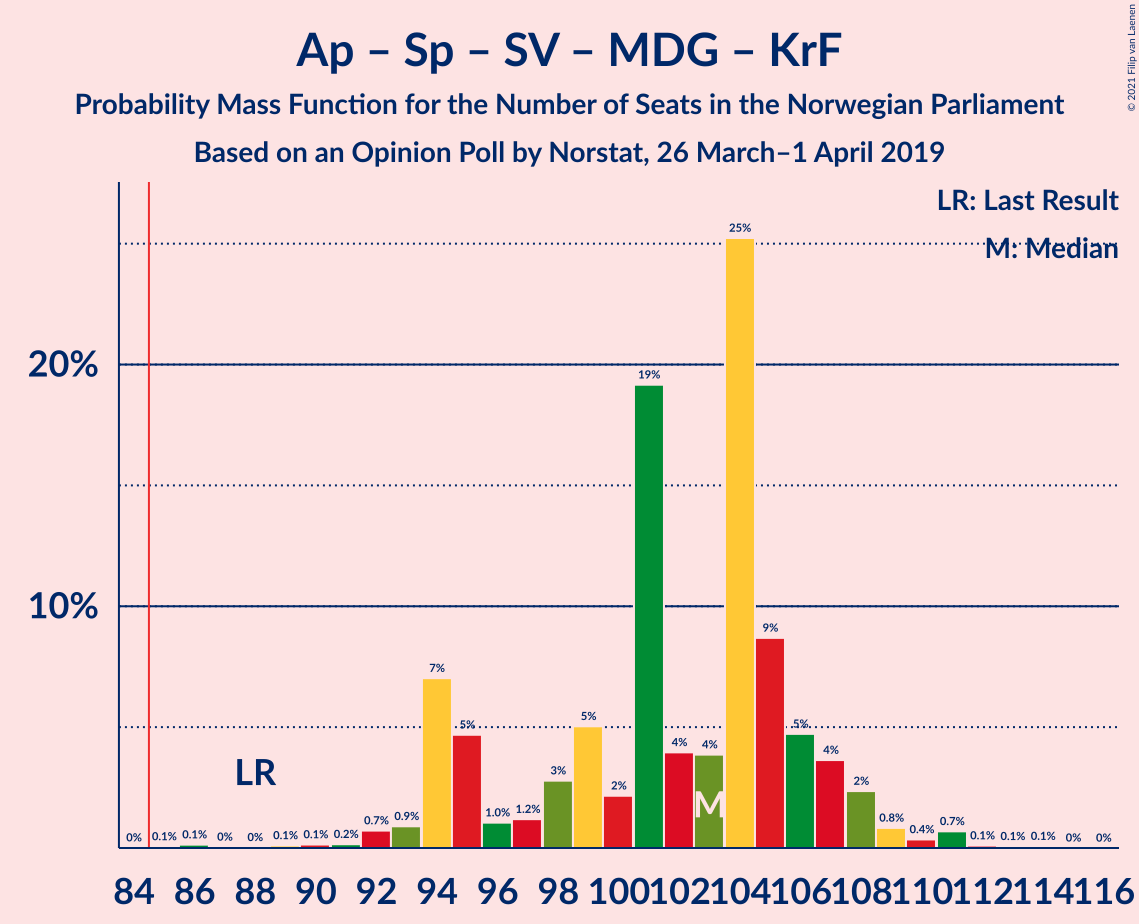 Ap – Sp – SV – MDG – KrF
Probability Mass Function for the Number of Seats in the Norwegian Parliament
Based on an Opinion Poll by Norstat, 26 March–1 April 2019
© 2021 Filip van Laenen
LR: Last Result
M: Median
20%
10%
LR
M
0% 0.1% 0.1% 0% 0% 0.1% 0.1% 0.2% 0.7% 0.9% 7% 5% 1.0% 1.2% 3% 5% 2% 19% 4% 4% 25% 9% 5% 4% 2% 0.8% 0.4% 0.7% 0.1% 0.1% 0.1% 0% 0%
84 86 88 90 92 94 96 98 100 102 104 106 108 110 112 114 116